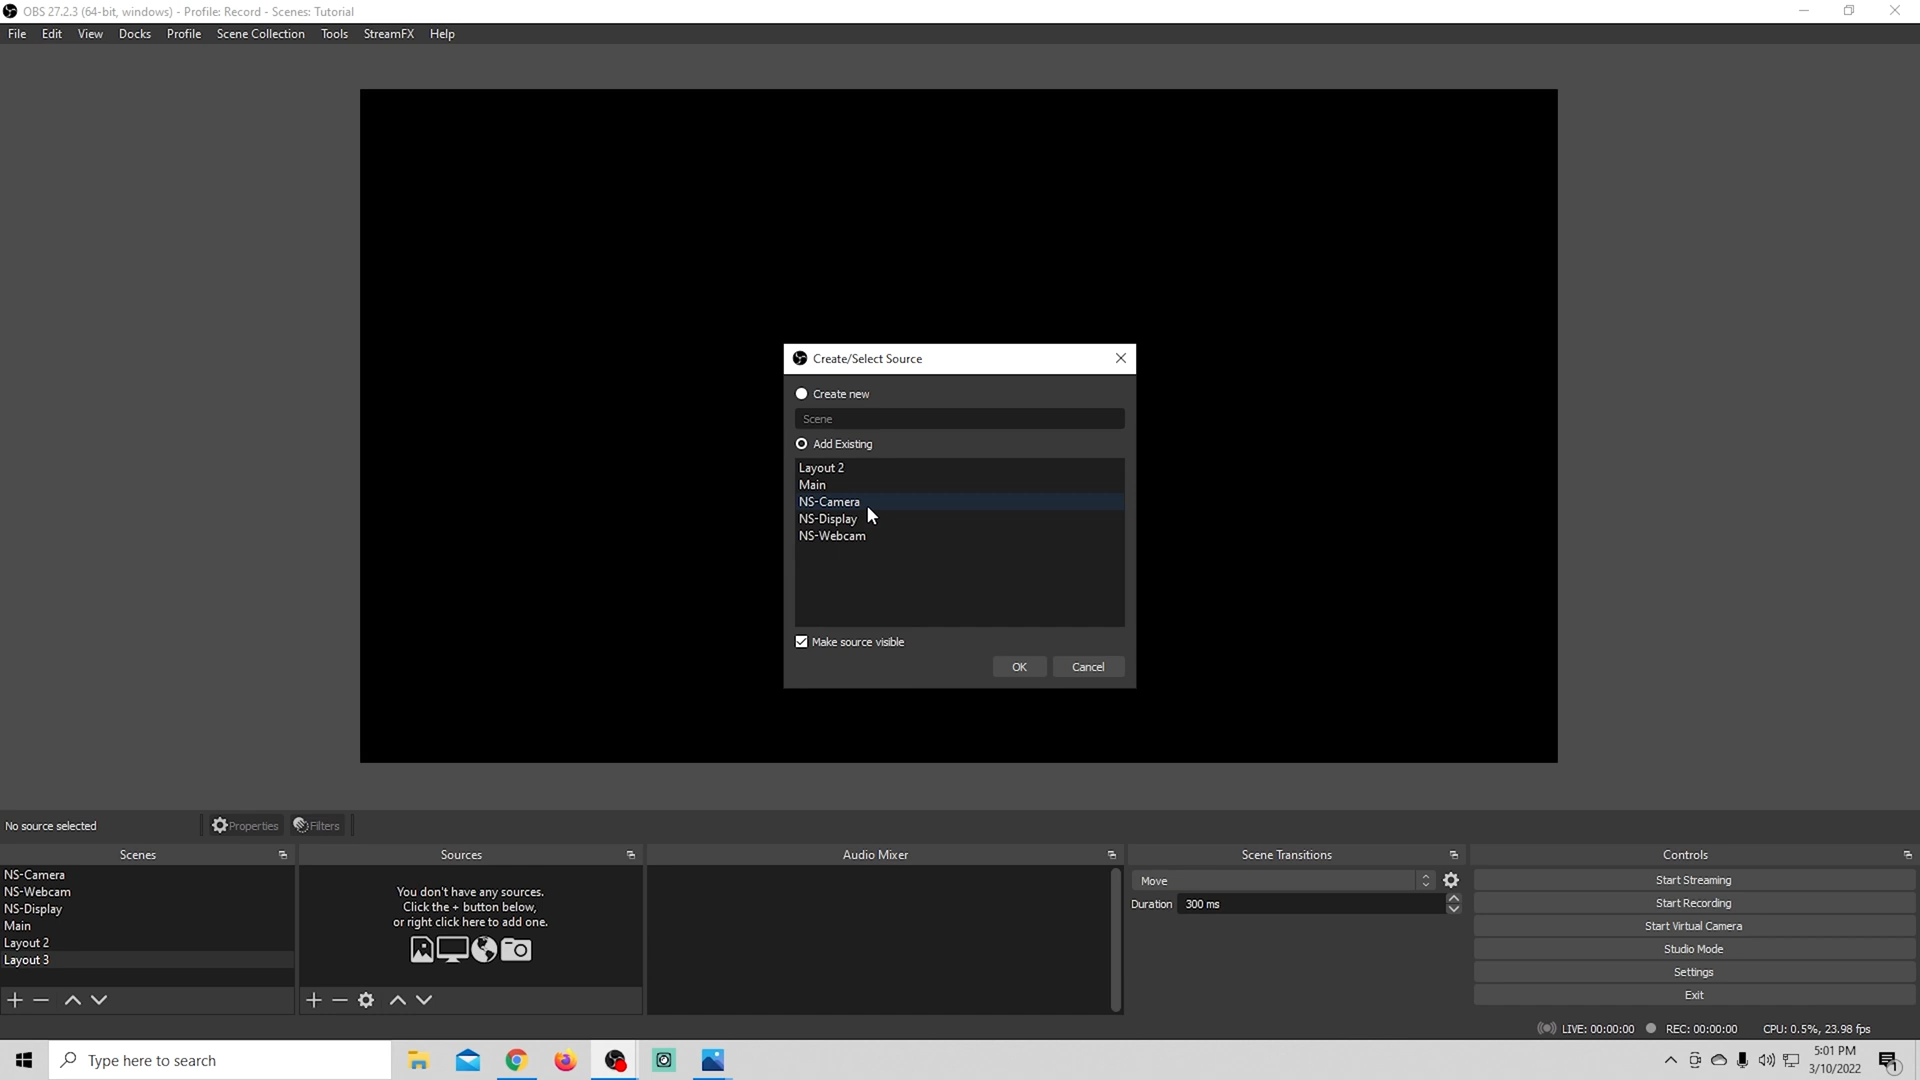 OBS 27.2.3 (64-bit, windows) - Profile: Record - Scenes: Tutorial
File Edit View Docks Profile Scene Collection Tools StreamFX Help
Create/Select Source
Create new
Scene
Add Existing
Layout 2
Main
NS-Camera
NS-Display
NS-Webcam
Make source visible
OK Cancel
No source selected Properties Filters
Scenes
NS-Camera
NS-Webcam
NS-Display
Main
Layout 2
Layout 3
Sources
You don't have any sources.
Click the + button below,
or right click here to add one.
Audio Mixer
Scene Transitions
Move
Duration 300 ms
Controls
Start Streaming
Start Recording
Start Virtual Camera
Studio Mode
Settings
Exit
LIVE: 00:00:00 REC: 00:00:00 CPU: 0.5%, 23.98 fps
Type here to search
5:01 PM
3/10/2022
1